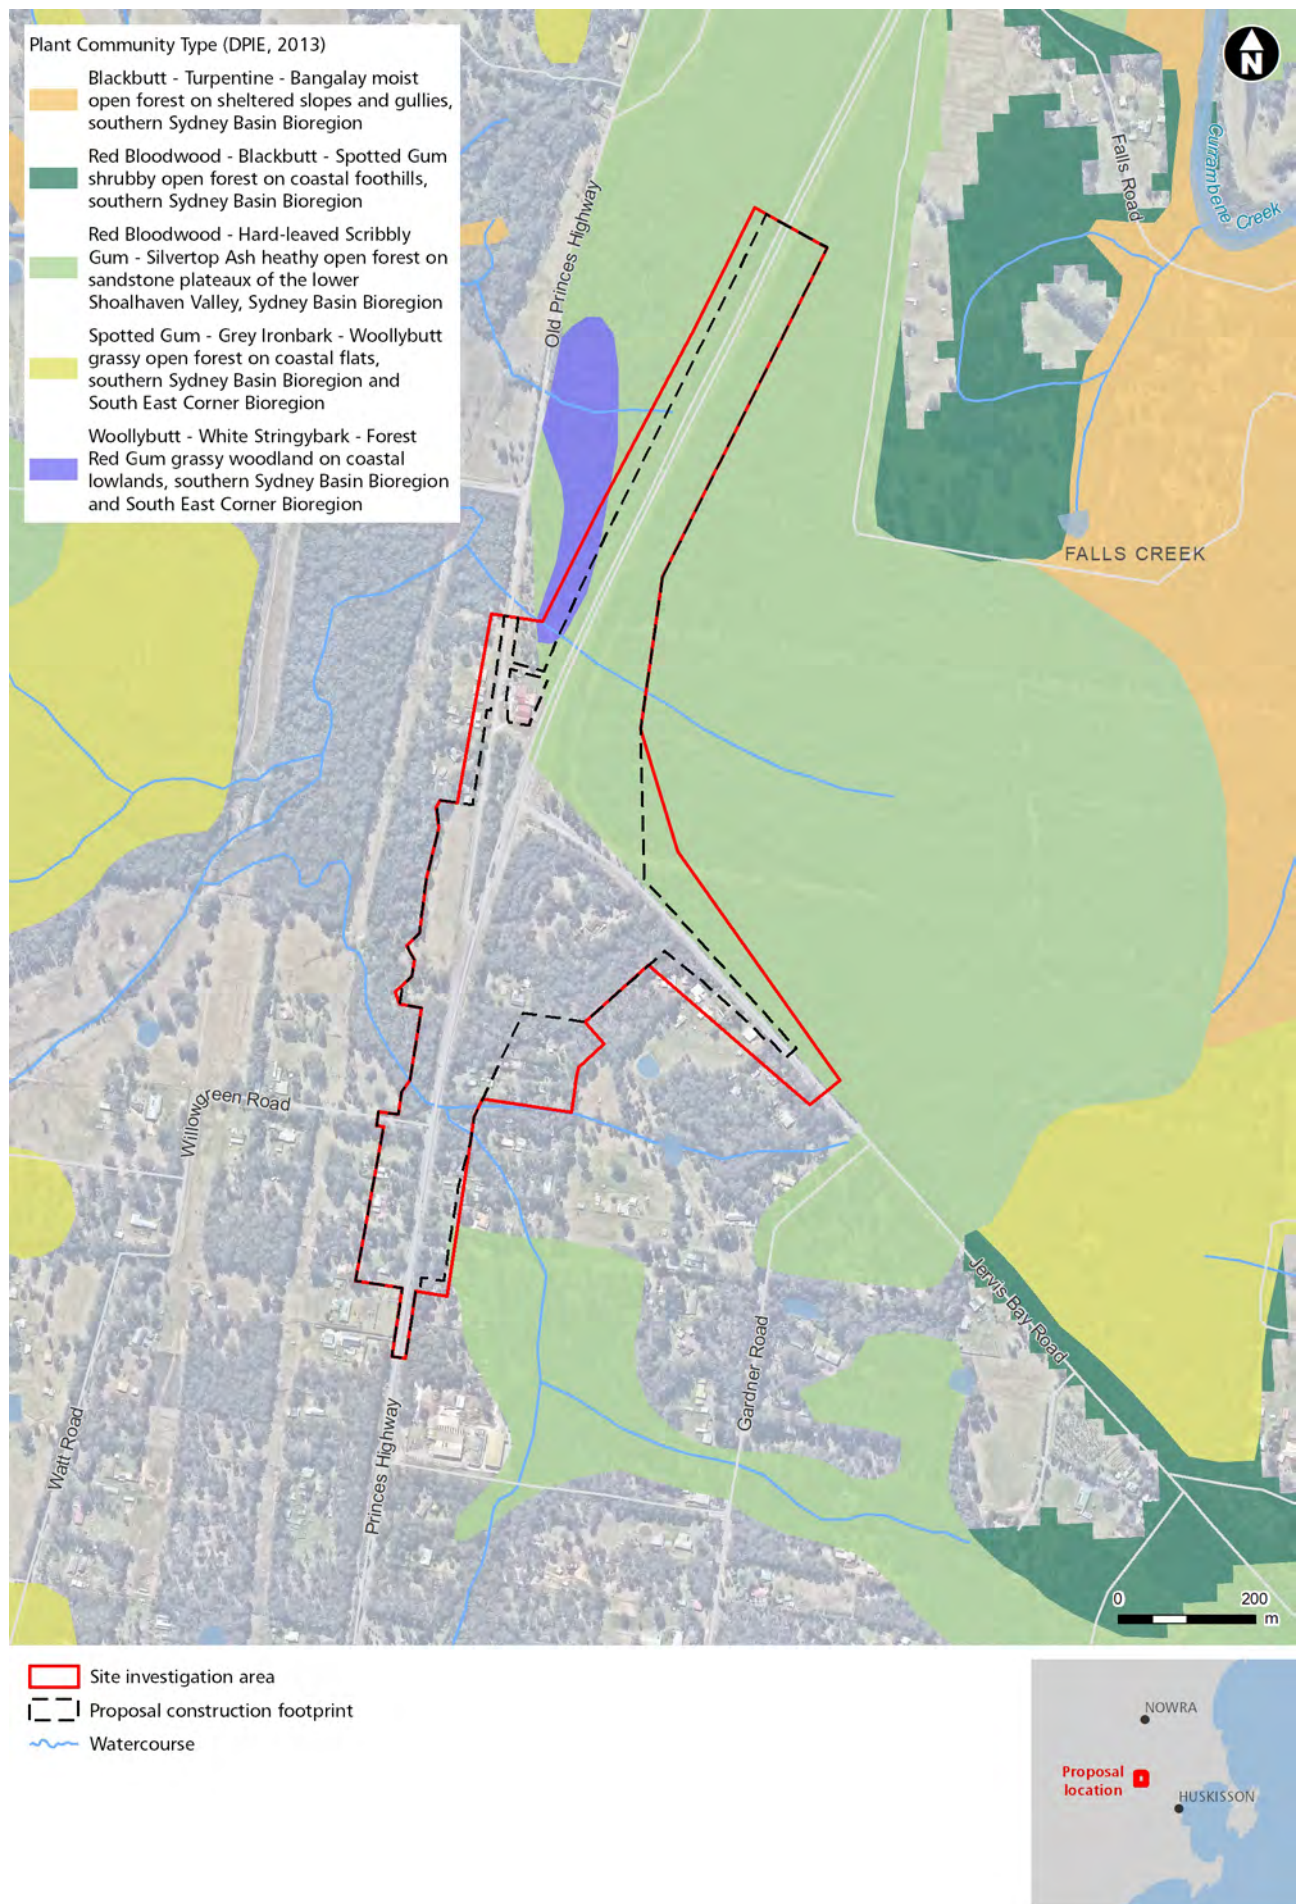 Plant Community Type (DPIE, 2013)
Blackbutt - Turpentine - Bangalay moist
open forest on sheltered slopes and gullies,
southern Sydney Basin Bioregion
Red Bloodwood - Blackbutt - Spotted Gum
shrubby open forest on coastal foothills,
southern Sydney Basin Bioregion
Red Bloodwood - Hard-leaved Scribbly
Gum - Silvertop Ash heathy open forest on
sandstone plateaux of the lower
Shoalhaven Valley, Sydney Basin Bioregion
Spotted Gum - Grey Ironbark - Woollybutt
grassy open forest on coastal flats,
southern Sydney Basin Bioregion and
South East Corner Bioregion
Woollybutt - White Stringybark - Forest
Red Gum grassy woodland on coastal
lowlands, southern Sydney Basin Bioregion
and South East Corner Bioregion
N
Falls Road
Currambene Creek
Old Princes Highway
FALLS CREEK
Willowgreen Road
Jervis Bay Road
Gardner Road
Watt Road
Princes Highway
0 200
m
Site investigation area
Proposal construction footprint
Watercourse
NOWRA
Proposal
location
HUSKISSON